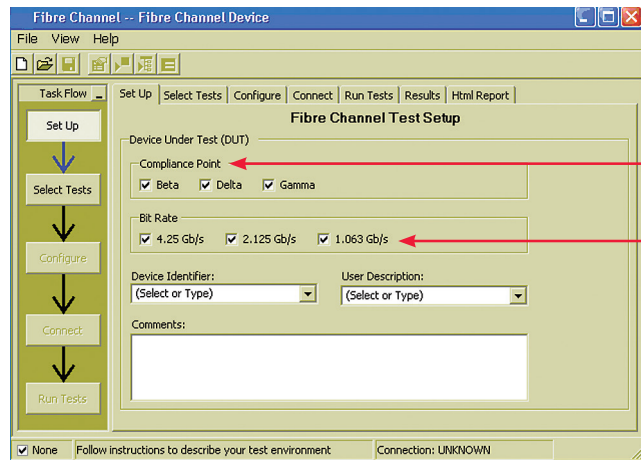 Fibre Channel -- Fibre Channel Device
File View Help
Task Flow
Set Up
Select Tests
Configure
Connect
Run Tests
Set Up Select Tests Configure Connect Run Tests Results Html Report
Fibre Channel Test Setup
Device Under Test (DUT)
Compliance Point
Beta Delta Gamma
Bit Rate
4.25 Gb/s 2.125 Gb/s 1.063 Gb/s
Device Identifier: User Description:
(Select or Type) (Select or Type)
Comments:
None Follow instructions to describe your test environment Connection: UNKNOWN